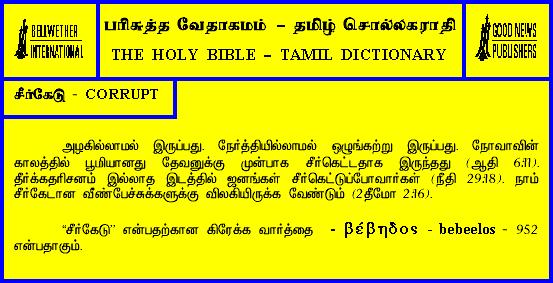 BELLWETHER
INTERNATIONAL
பரிசுத்த வேதாகமம் – தமிழ் சொல்லகராதி
THE HOLY BIBLE – TAMIL DICTIONARY
GOOD NEWS
PUBLISHERS
சீர்கேடு - CORRUPT
அழகில்லாமல் இருப்பது. நேர்த்தியில்லாமல் ஒழுங்கற்று இருப்பது. நோவாவின்
காலத்தில் பூமியானது தேவனுக்கு முன்பாக சீர்கெட்டதாக இருந்தது (ஆதி 6:11).
தீர்க்கதரிசனம் இல்லாத இடத்தில் ஜனங்கள் சீர்கெட்டுப்போவார்கள் (நீதி 29:18). நாம்
சீர்கேடான வீண்பேச்சுக்களுக்கு விலகியிருக்க வேண்டும் (2தீமோ 2:16).
“சீர்கேடு” என்பதற்கான கிரேக்க வார்த்தை - βέβηδος - bebeelos - 952
என்பதாகும்.